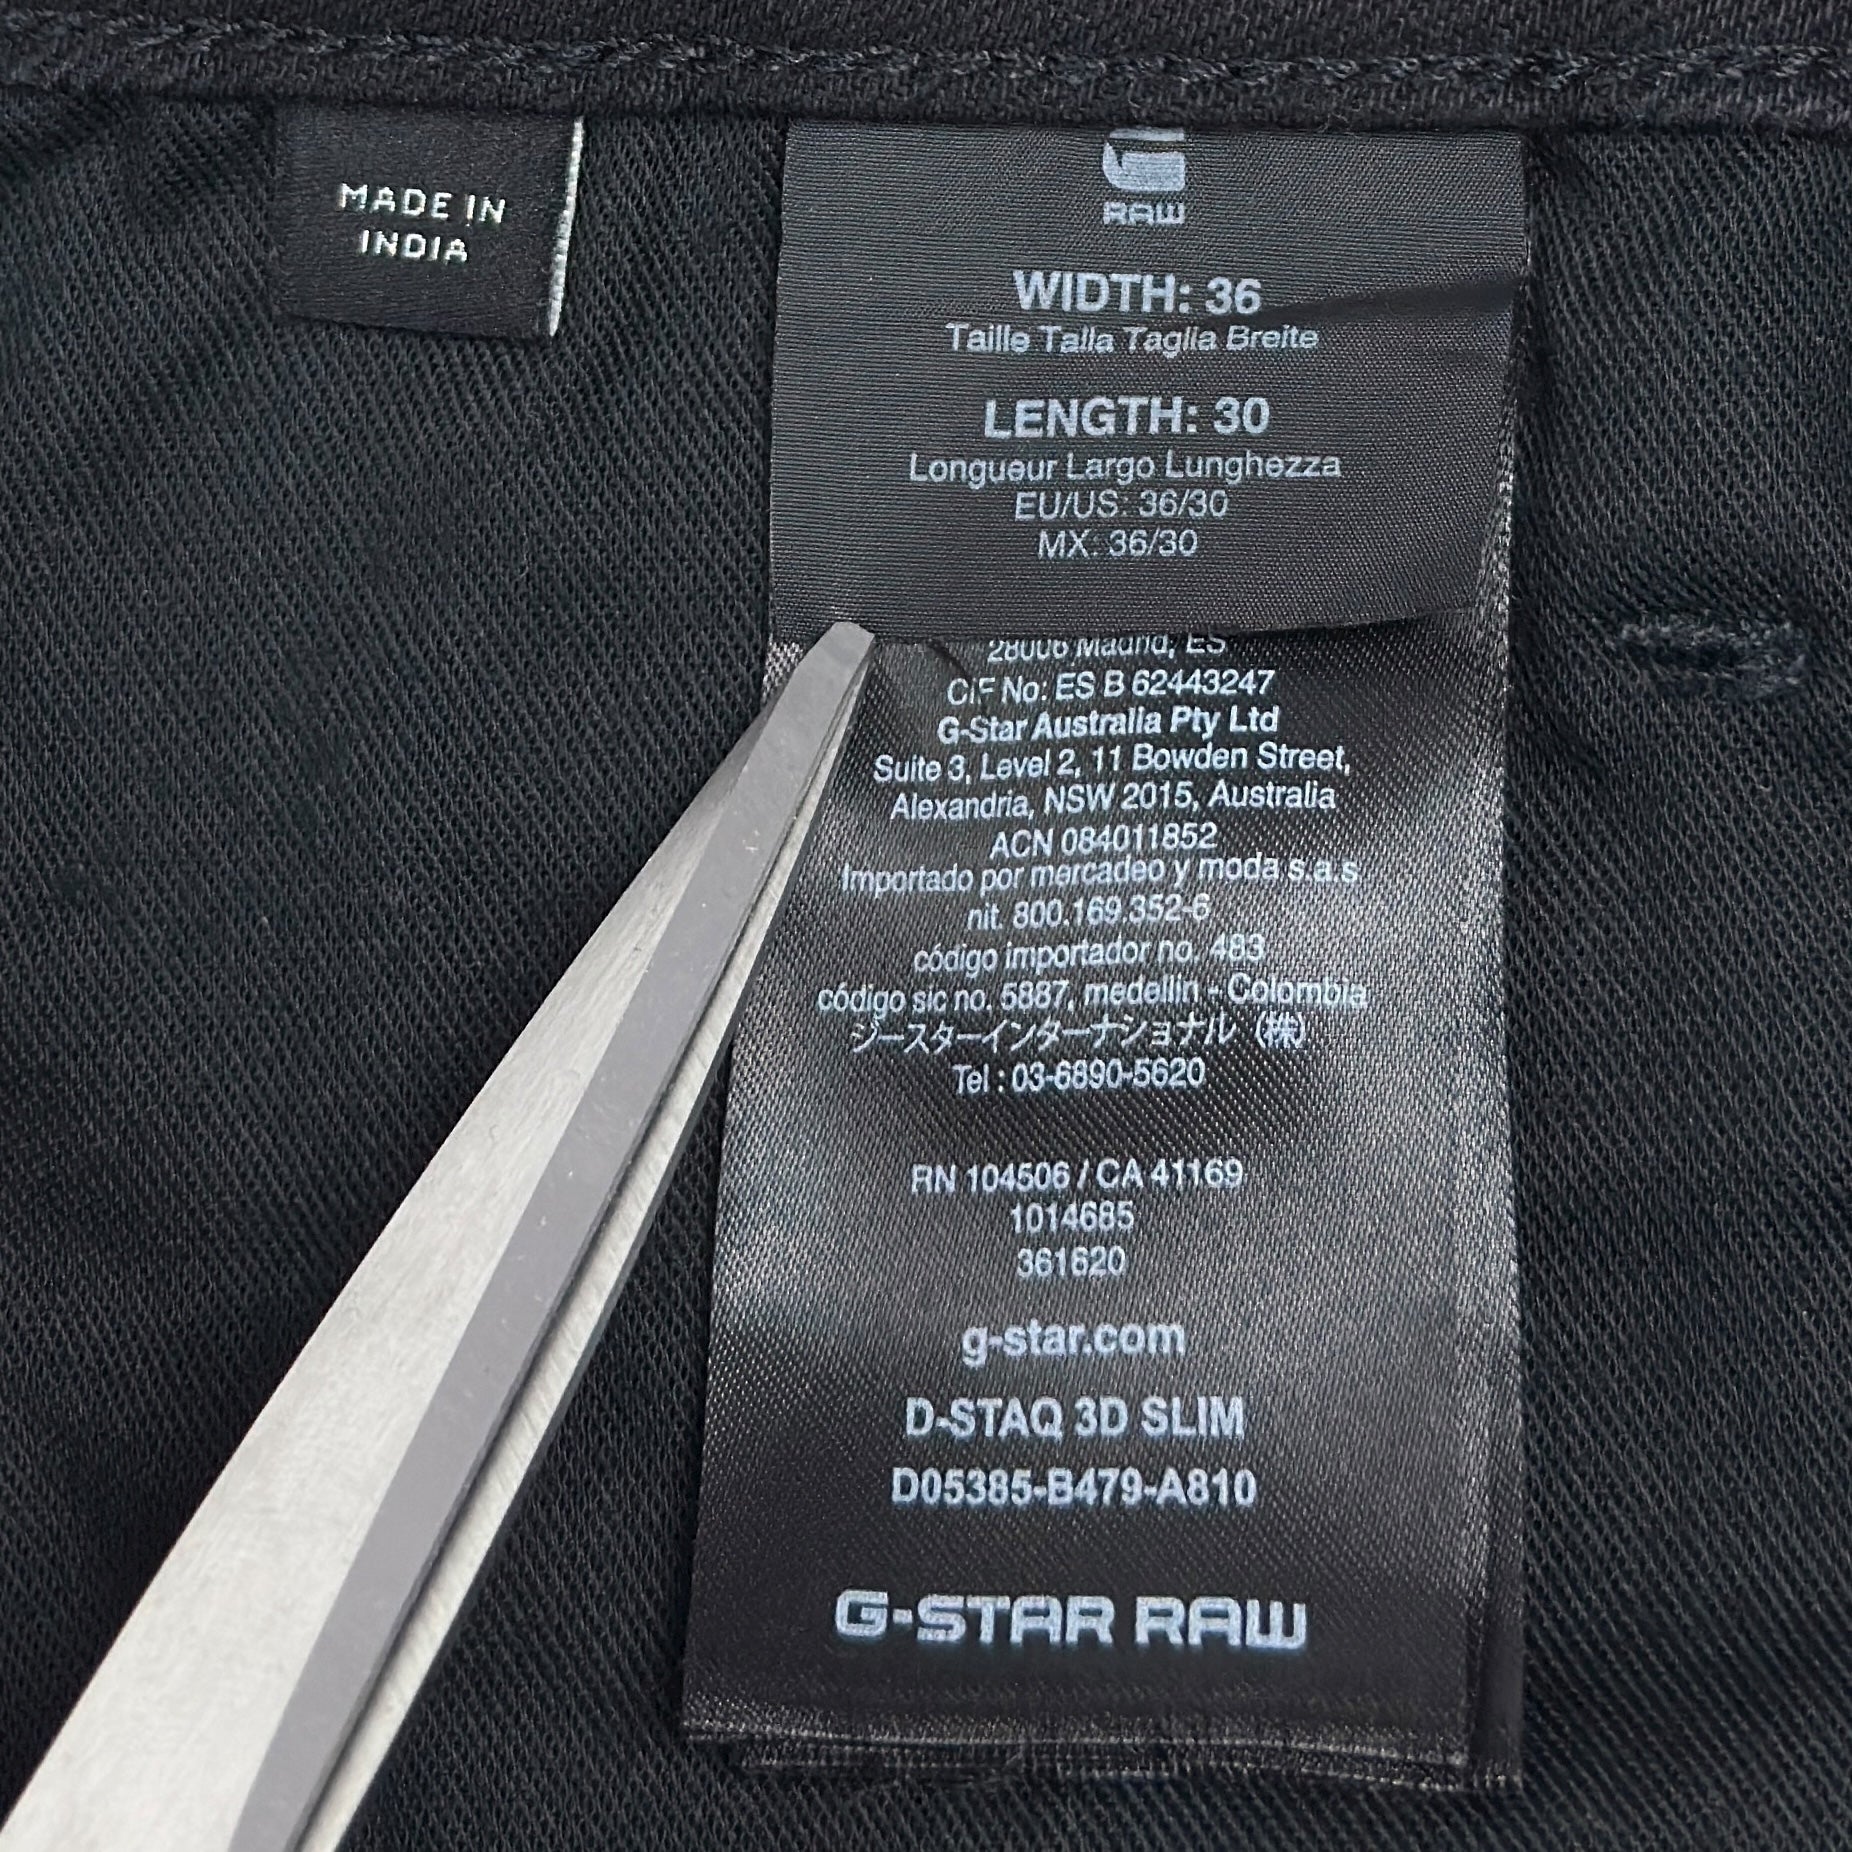 MADE IN
INDIA
RAW
WIDTH: 36
Taille Talla Taglia Breite
LENGTH: 30
Longueur Largo Lunghezza
EU/US: 36/30
MX: 36/30
28006 Madrid, ES
CIF No: ES B 62443247
G-Star Australia Pty Ltd
Suite 3, Level 2, 11 Bowden Street,
Alexandria, NSW 2015, Australia
ACN 084011852
Importado por mercadeo y moda s.a.s
nit. 800.169.352-6
código importador no. 483
código sic no. 5887, medellin - Colombia
ジースターインターナショナル (株)
Tel : 03-6890-5620
RN 104506 / CA 41169
1014685
361620
g-star.com
D-STAQ 3D SLIM
D05385-B479-A810
G-STAR RAW